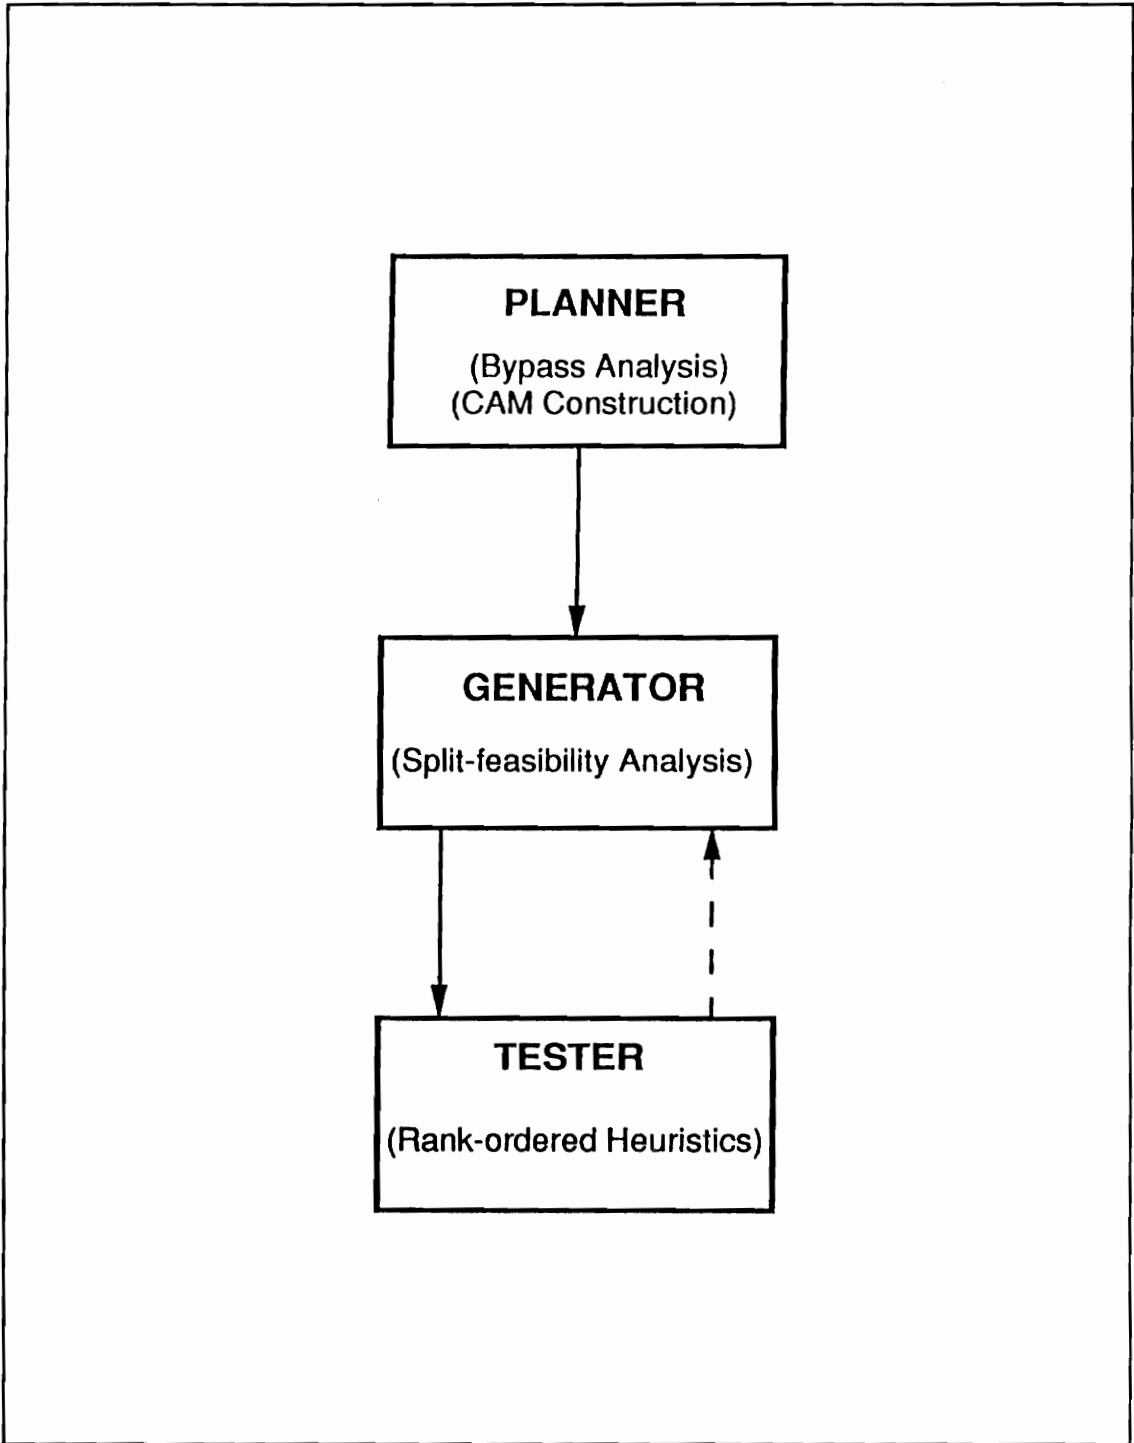 PLANNER
(Bypass Analysis)
(CAM Construction)
GENERATOR
(Split-feasibility Analysis)
TESTER
(Rank-ordered Heuristics)